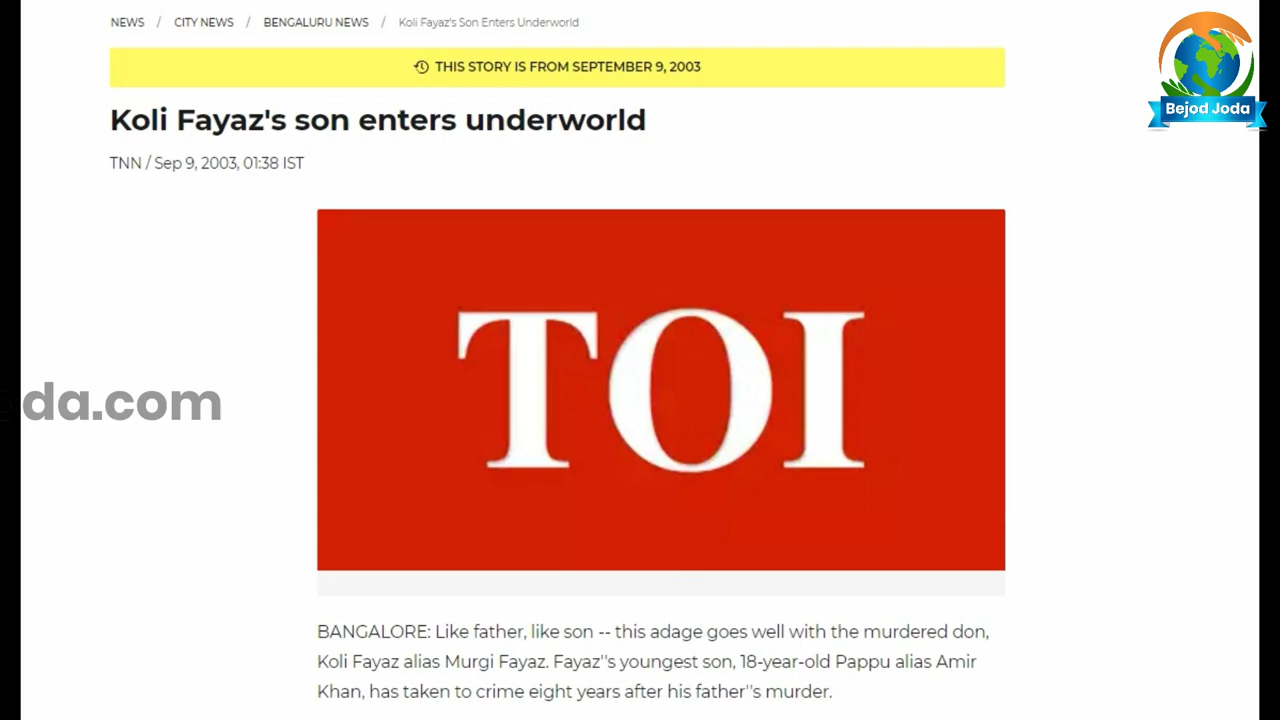 NEWS / CITY NEWS / BENGALURU NEWS / Koli Fayaz's Son Enters Underworld
Bejod Joda
THIS STORY IS FROM SEPTEMBER 9, 2003
Koli Fayaz's son enters underworld
TNN / Sep 9, 2003, 01:38 IST
TOI
da.com
BANGALORE: Like father, like son -- this adage goes well with the murdered don,
Koli Fayaz alias Murgi Fayaz. Fayaz''s youngest son, 18-year-old Pappu alias Amir
Khan, has taken to crime eight years after his father''s murder.